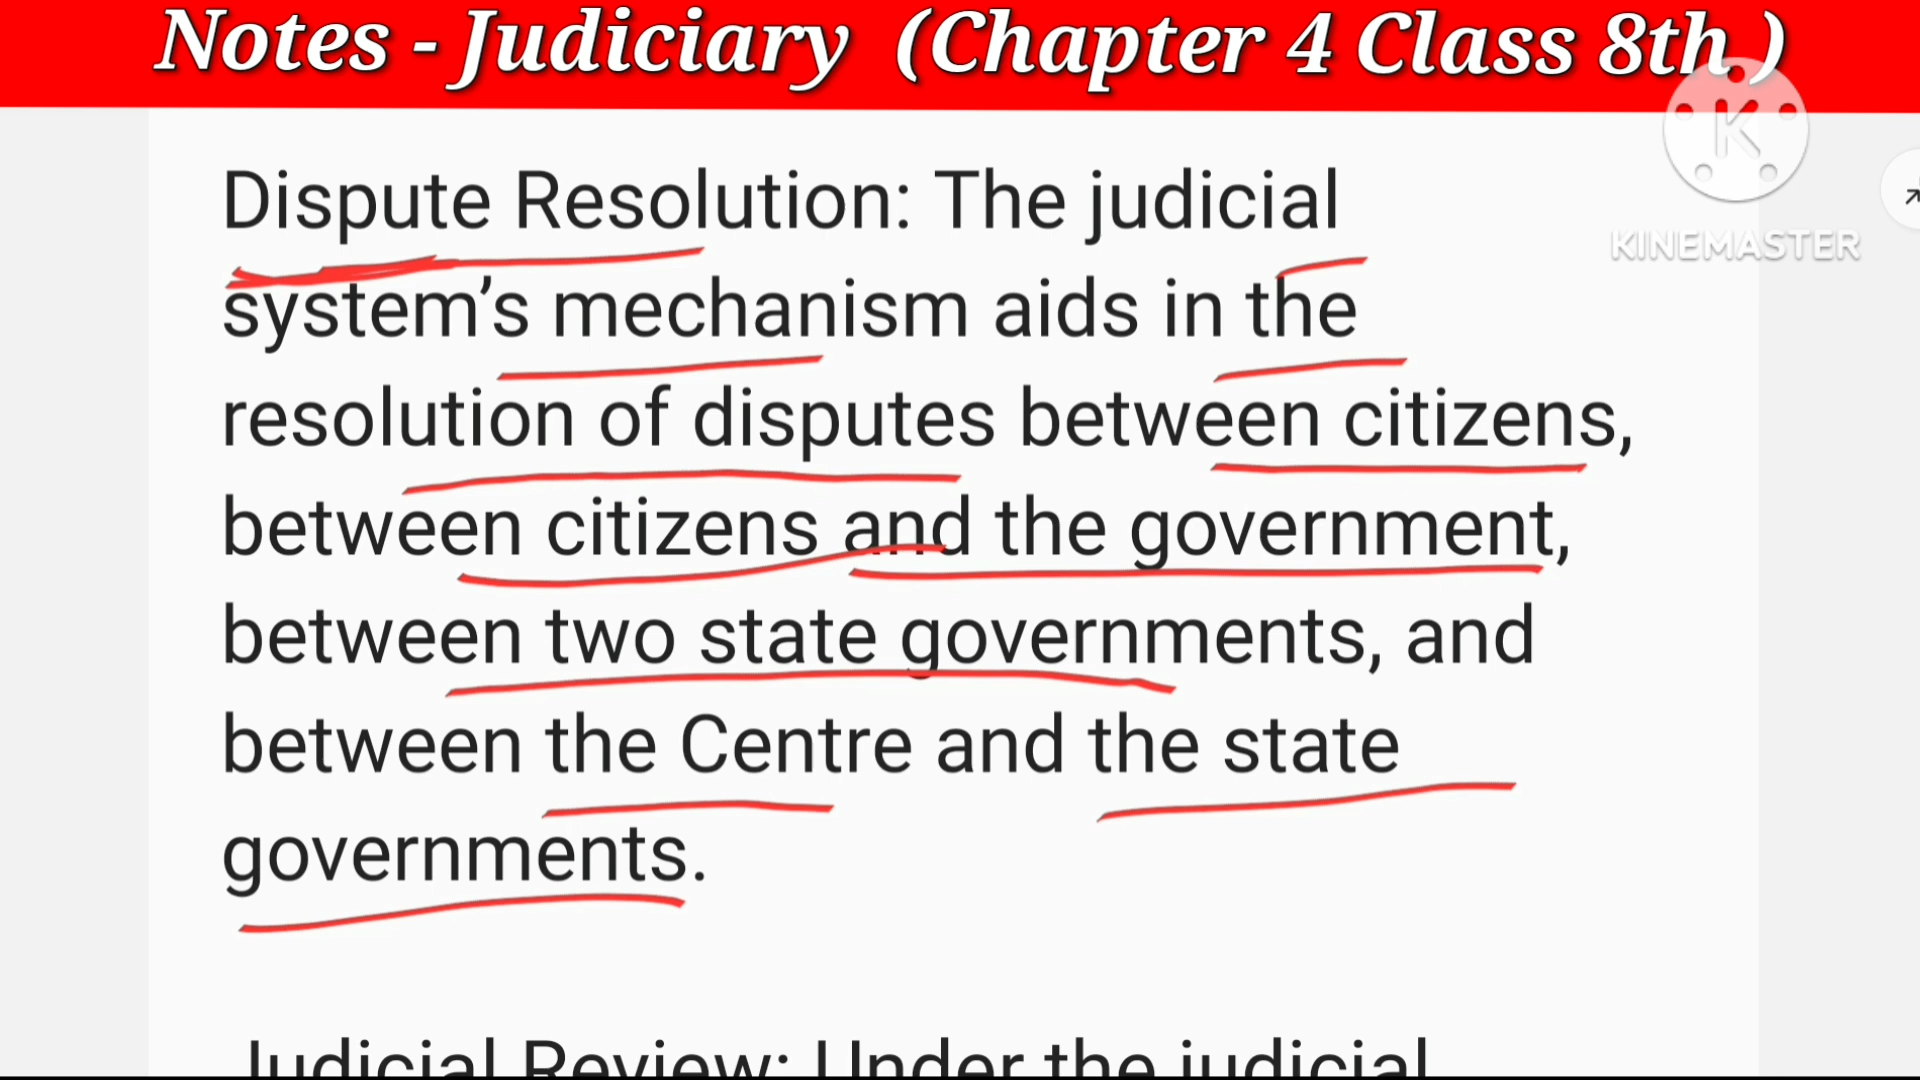 Notes - Judiciary (Chapter 4 Class 8th )
K
KINEMASTER
Dispute Resolution: The judicial
system’s mechanism aids in the
resolution of disputes between citizens,
between citizens and the government,
between two state governments, and
between the Centre and the state
governments.
Judicial Review: Under the judicial